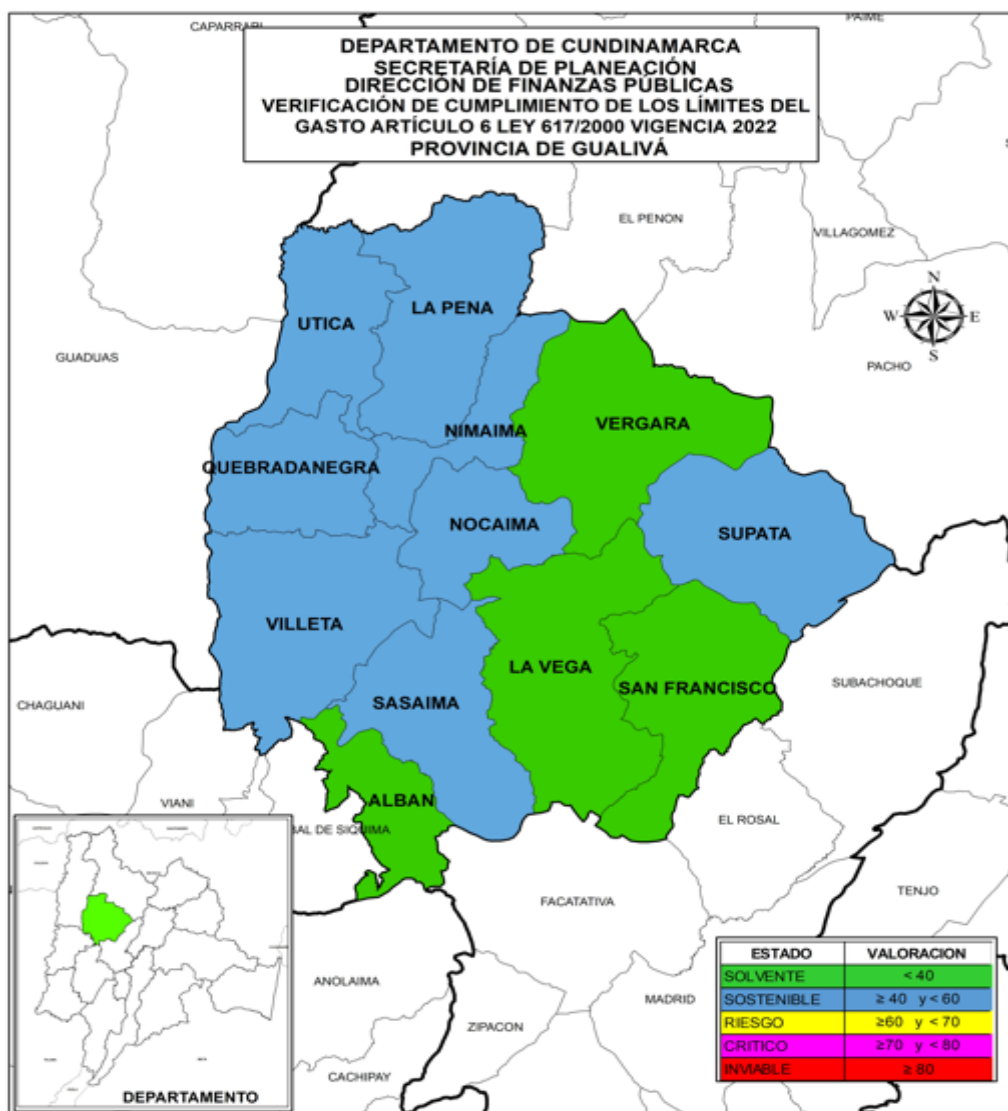 CAPARRAPI
PAIME
DEPARTAMENTO DE CUNDINAMARCA
SECRETARÍA DE PLANEACIÓN
DIRECCIÓN DE FINANZAS PÚBLICAS
VERIFICACIÓN DE CUMPLIMIENTO DE LOS LÍMITES DEL
GASTO ARTÍCULO 6 LEY 617/2000 VIGENCIA 2022
PROVINCIA DE GUALIVÁ
EL PENON
VILLAGOMEZ
N
W
E
S
UTICA
LA PENA
GUADUAS
PACHO
NIMAIMA
VERGARA
QUEBRADANEGRA
NOCAIMA
SUPATA
VILLETA
LA VEGA
SAN FRANCISCO
SUBACHOQUE
CHAGUANI
SASAIMA
VIANI
ALBAN
BAL DE SIQUIMA
EL ROSAL
FACATATIVA
TENJO
ANOLAIMA
MADRID
ZIPACON
CACHIPAY
DEPARTAMENTO
ESTADO VALORACION
SOLVENTE < 40
SOSTENIBLE ≥ 40 y < 60
RIESGO ≥60 y < 70
CRITICO ≥70 y < 80
INVIABLE ≥ 80